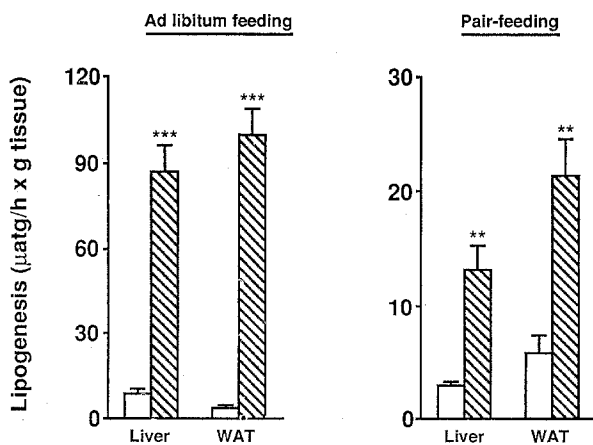 Ad libitum feeding
Pair-feeding
Lipogenesis (μatg/h x g tissue)
120
90
60
30
0
***
***
Liver
WAT
30
20
10
0
**
**
Liver
WAT